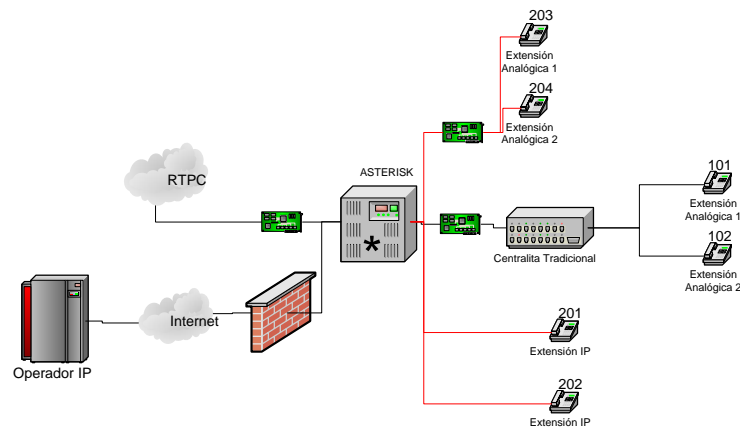 203
Extensión
Analógica 1
204
Extensión
Analógica 2
RTPC
ASTERISK
*
101
Extensión
Analógica 1
Centralita Tradicional
102
Extensión
Analógica 2
Internet
Operador IP
201
Extensión IP
202
Extensión IP